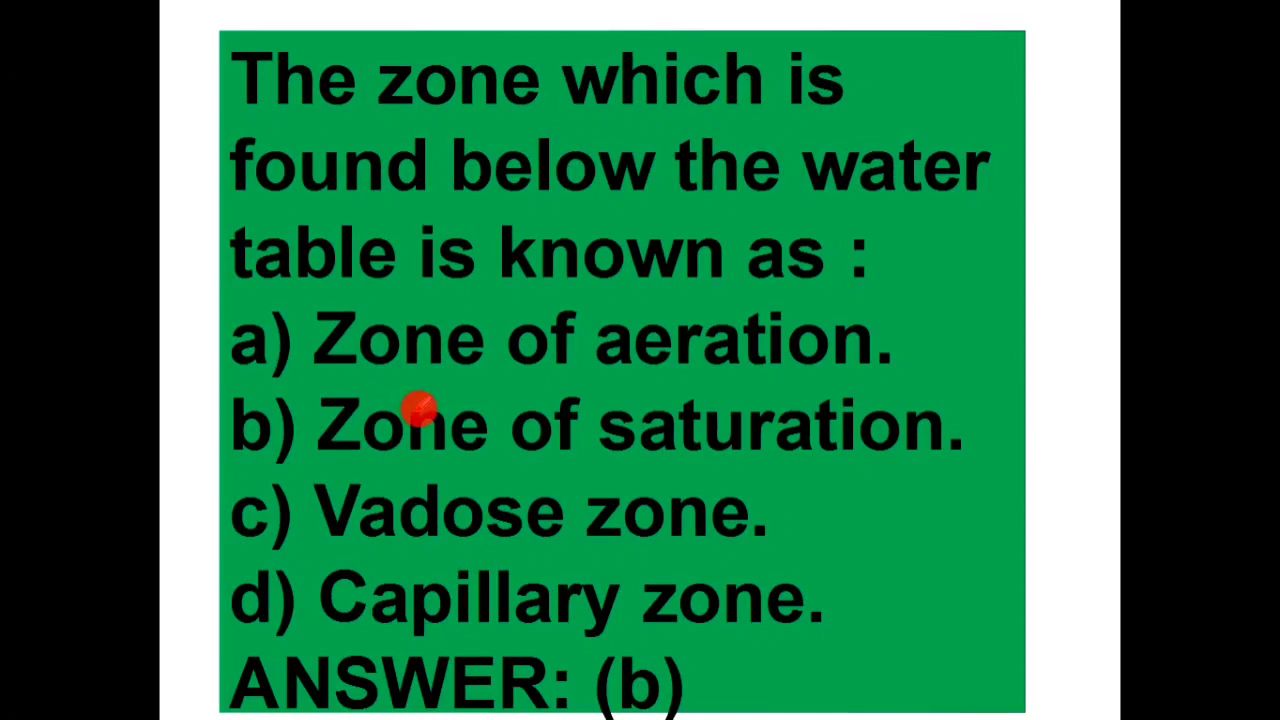 The zone which is
found below the water
table is known as :
a) Zone of aeration.
b) Zone of saturation.
c) Vadose zone.
d) Capillary zone.
ANSWER: (b)